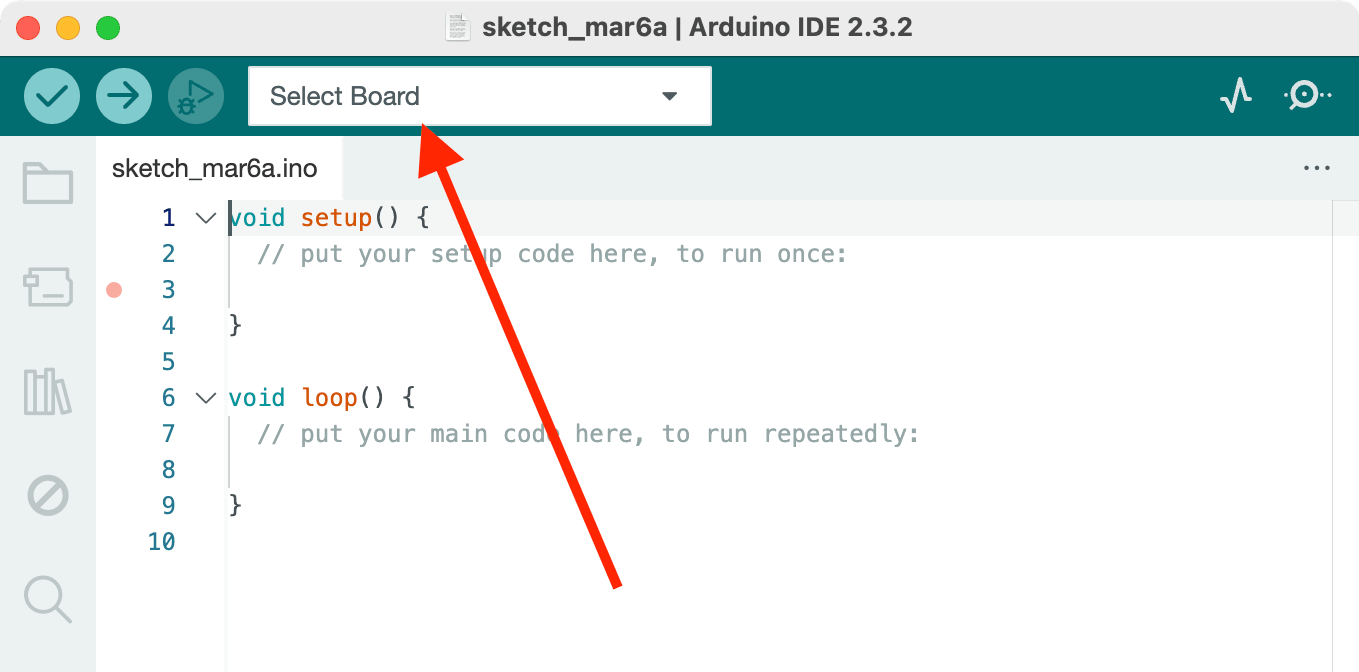 sketch_mar6a | Arduino IDE 2.3.2
Select Board
sketch_mar6a.ino
1 void setup() {
2 // put your setup code here, to run once:
3
4 }
5
6 void loop() {
7 // put your main code here, to run repeatedly:
8
9 }
10